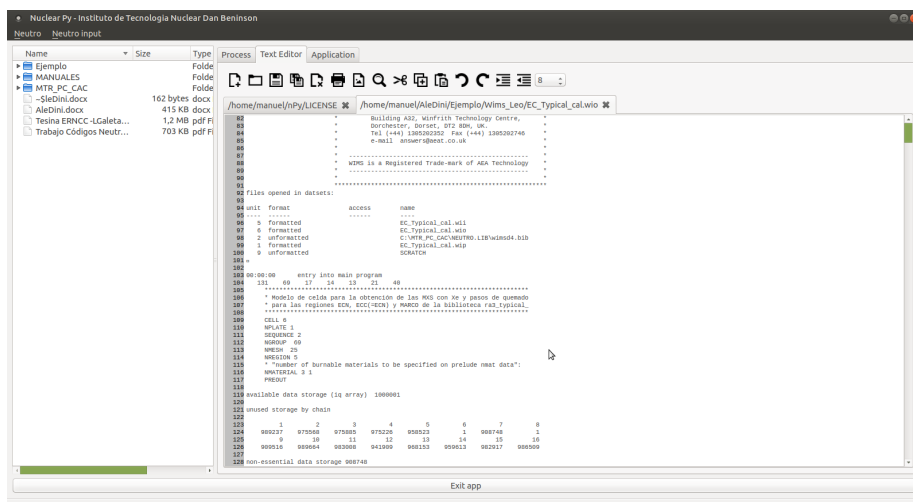 Nuclear Py - Instituto de Tecnologia Nuclear Dan Beninson
Neutro Neutro input
Name Size Type
Ejemplo Folde
MANUALES Folde
MTR_PC_CAC Folde
~$leDini.docx 162 bytes docx
AleDini.docx 415 KB docx
Tesina ERNCC -LGaleta... 1,2 MB pdf Fi
Trabajo Códigos Neutr... 703 KB pdf Fi
Process Text Editor Application
8
/home/manuel/nPy/LICENSE /home/manuel/AleDini/Ejemplo/Wims_Leo/EC_Typical_cal.wio
82 * Building A32, Winfrith Technology Centre, *
83 * Dorchester, Dorset, DT2 8DH, UK. *
84 * Tel (+44) 1305202352 Fax (+44) 1305202746 *
85 * e-mail answers@aeat.co.uk *
86 * *
87 * -------------------------------------------------- *
88 * WIMS is a Registered Trade-mark of AEA Technology *
89 * -------------------------------------------------- *
90 * *
91 ***********************************************************
92 files opened in datsets:
93
94 unit format access name
95 ---- ------ ------ ----
96 5 formatted EC_Typical_cal.wii
97 6 formatted EC_Typical_cal.wio
98 2 unformatted C:\MTR_PC_CAC\NEUTRO.LIB\wimsd4.bib
99 1 formatted EC_Typical_cal.wip
100 9 unformatted SCRATCH
101
102
103 00:00:00 entry into main program
104 131 69 17 14 13 21 40
105 **************************************************************************
106 * Modelo de celda para la obtención de las MXS con Xe y pasos de quemado
107 * para las regiones ECN, ECC(=ECN) y MARCO de la biblioteca ra3_typical_
108 **************************************************************************
109 CELL 6
110 NPLATE 1
111 SEQUENCE 2
112 NGROUP 69
113 NMESH 25
114 NREGION 5
115 * "number of burnable materials to be specified on prelude nmat data":
116 NMATERIAL 3 1
117 PREOUT
118
119 available data storage (iq array) 1000001
120
121 unused storage by chain
122
123 1 2 3 4 5 6 7 8
124 989237 975568 975885 975226 958523 1 908748 1
125 9 10 11 12 13 14 15 16
126 909516 989664 983808 941989 988153 959613 982917 986509
127
128 non-essential data storage 908748
Exit app